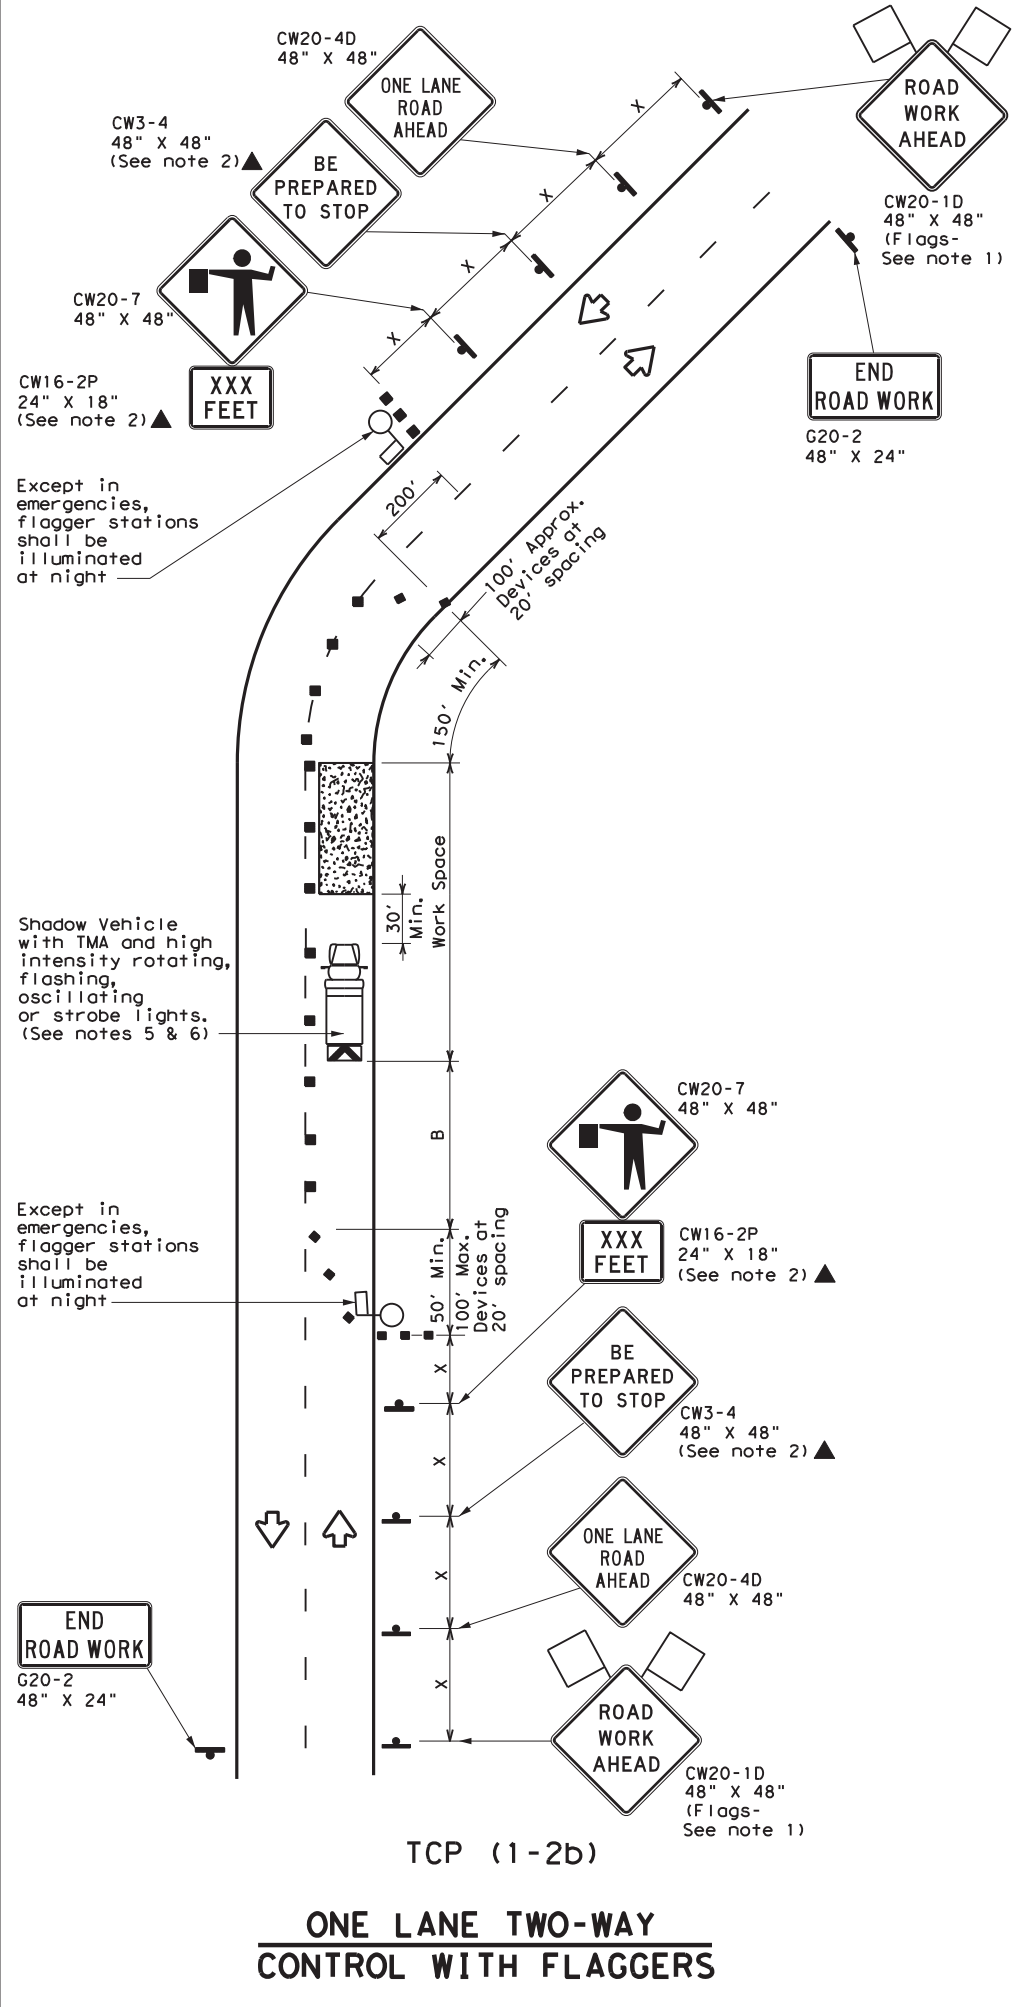 CW20-4D
48" X 48"
ONE LANE
ROAD
AHEAD
ROAD
WORK
AHEAD
CW20-1D
48" X 48"
(Flags-
See note 1)
CW3-4
48" X 48"
(See note 2)
BE
PREPARED
TO STOP
X
X
X
X
CW20-7
48" X 48"
CW16-2P
24" X 18"
(See note 2)
XXX
FEET
END
ROAD WORK
G20-2
48" X 24"
Except in
emergencies,
flagger stations
shall be
illuminated
at night
200'
100' Approx.
Devices at
20' spacing
150' Min.
Work Space
30'
Min.
Shadow Vehicle
with TMA and high
intensity rotating,
flashing,
oscillating
or strobe lights.
(See notes 5 & 6)
B
CW20-7
48" X 48"
XXX
FEET
CW16-2P
24" X 18"
(See note 2)
Except in
emergencies,
flagger stations
shall be
illuminated
at night
50' Min.
100' Max.
Devices at
20' spacing
X
BE
PREPARED
TO STOP
CW3-4
48" X 48"
(See note 2)
X
ONE LANE
ROAD
AHEAD
CW20-4D
48" X 48"
X
END
ROAD WORK
G20-2
48" X 24"
X
ROAD
WORK
AHEAD
CW20-1D
48" X 48"
(Flags-
See note 1)
TCP (1-2b)
ONE LANE TWO-WAY
CONTROL WITH FLAGGERS